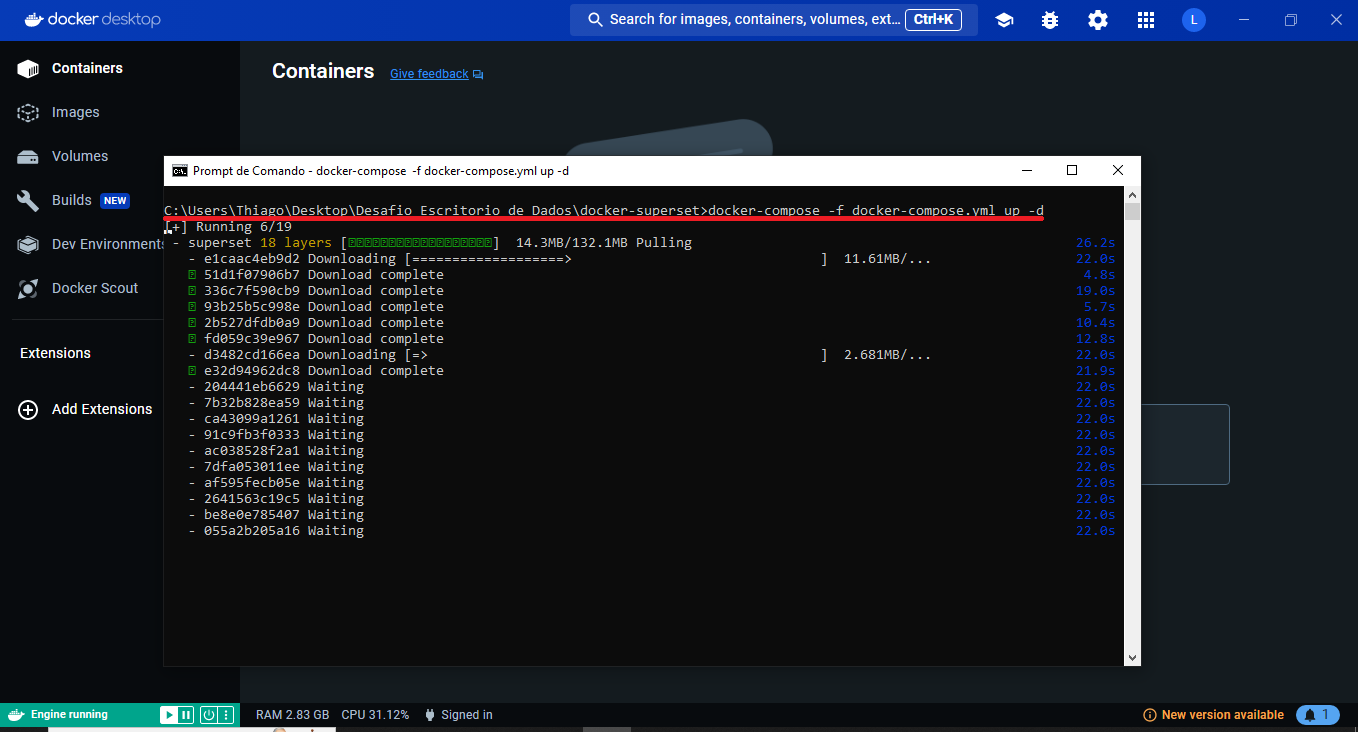 docker desktop
Search for images, containers, volumes, ext... Ctrl+K
L
Containers
Images
Volumes
Builds NEW
Dev Environments
Docker Scout
Extensions
Add Extensions
Containers Give feedback
Prompt de Comando - docker-compose -f docker-compose.yml up -d
C:\Users\Thiago\Desktop\Desafio Escritorio de Dados\docker-superset>docker-compose -f docker-compose.yml up -d
[+] Running 6/19
- superset 18 layers [] 14.3MB/132.1MB Pulling 26.2s
- e1caac4eb9d2 Downloading [===================> ] 11.61MB/... 22.0s
51d1f07906b7 Download complete 4.8s
336c7f590cb9 Download complete 19.0s
93b25b5c998e Download complete 5.7s
2b527dfdb0a9 Download complete 10.4s
fd059c39e967 Download complete 12.8s
- d3482cd166ea Downloading [=> ] 2.681MB/... 22.0s
e32d94962dc8 Download complete 21.9s
- 204441eb6629 Waiting 22.0s
- 7b32b828ea59 Waiting 22.0s
- ca43099a1261 Waiting 22.0s
- 91c9fb3f0333 Waiting 22.0s
- ac038528f2a1 Waiting 22.0s
- 7dfa053011ee Waiting 22.0s
- af595fecb05e Waiting 22.0s
- 2641563c19c5 Waiting 22.0s
- be8e0e785407 Waiting 22.0s
- 055a2b205a16 Waiting 22.0s
Engine running
RAM 2.83 GB CPU 31.12% Signed in
New version available 1